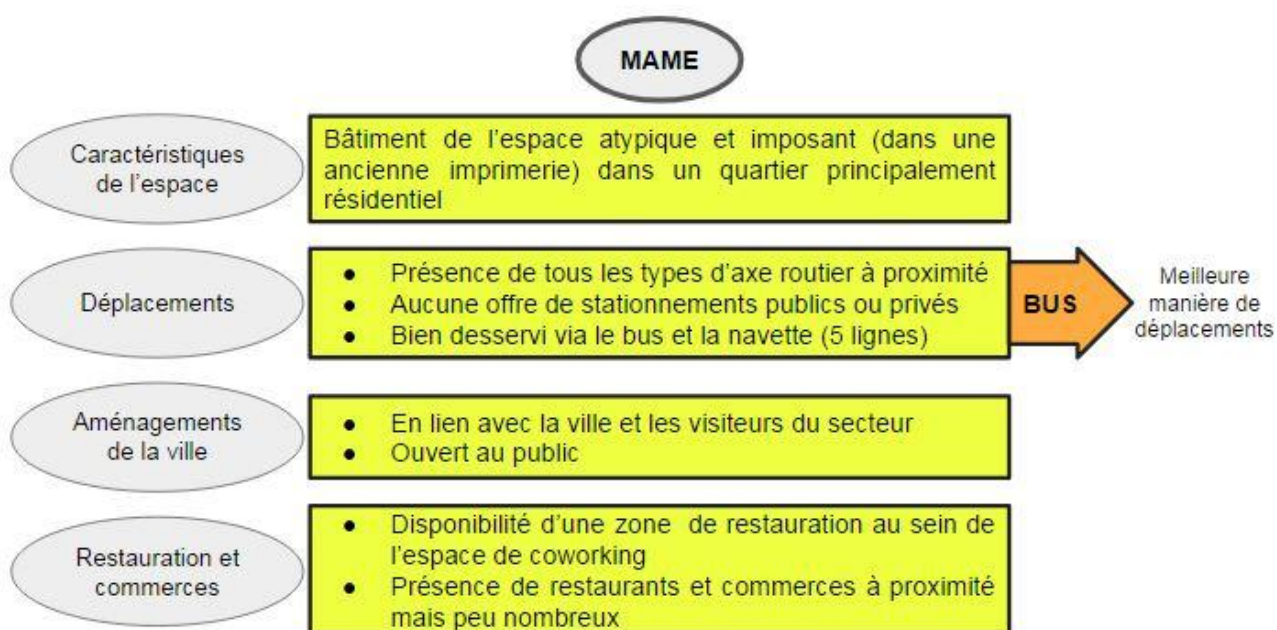 MAME
Caractéristiques
de l'espace
Bâtiment de l'espace atypique et imposant (dans une
ancienne imprimerie) dans un quartier principalement
résidentiel
Déplacements
● Présence de tous les types d'axe routier à proximité
● Aucune offre de stationnements publics ou privés
● Bien desservi via le bus et la navette (5 lignes)
BUS
Meilleure
manière de
déplacements
Aménagements
de la ville
● En lien avec la ville et les visiteurs du secteur
● Ouvert au public
Restauration et
commerces
● Disponibilité d'une zone de restauration au sein de
l'espace de coworking
● Présence de restaurants et commerces à proximité
mais peu nombreux